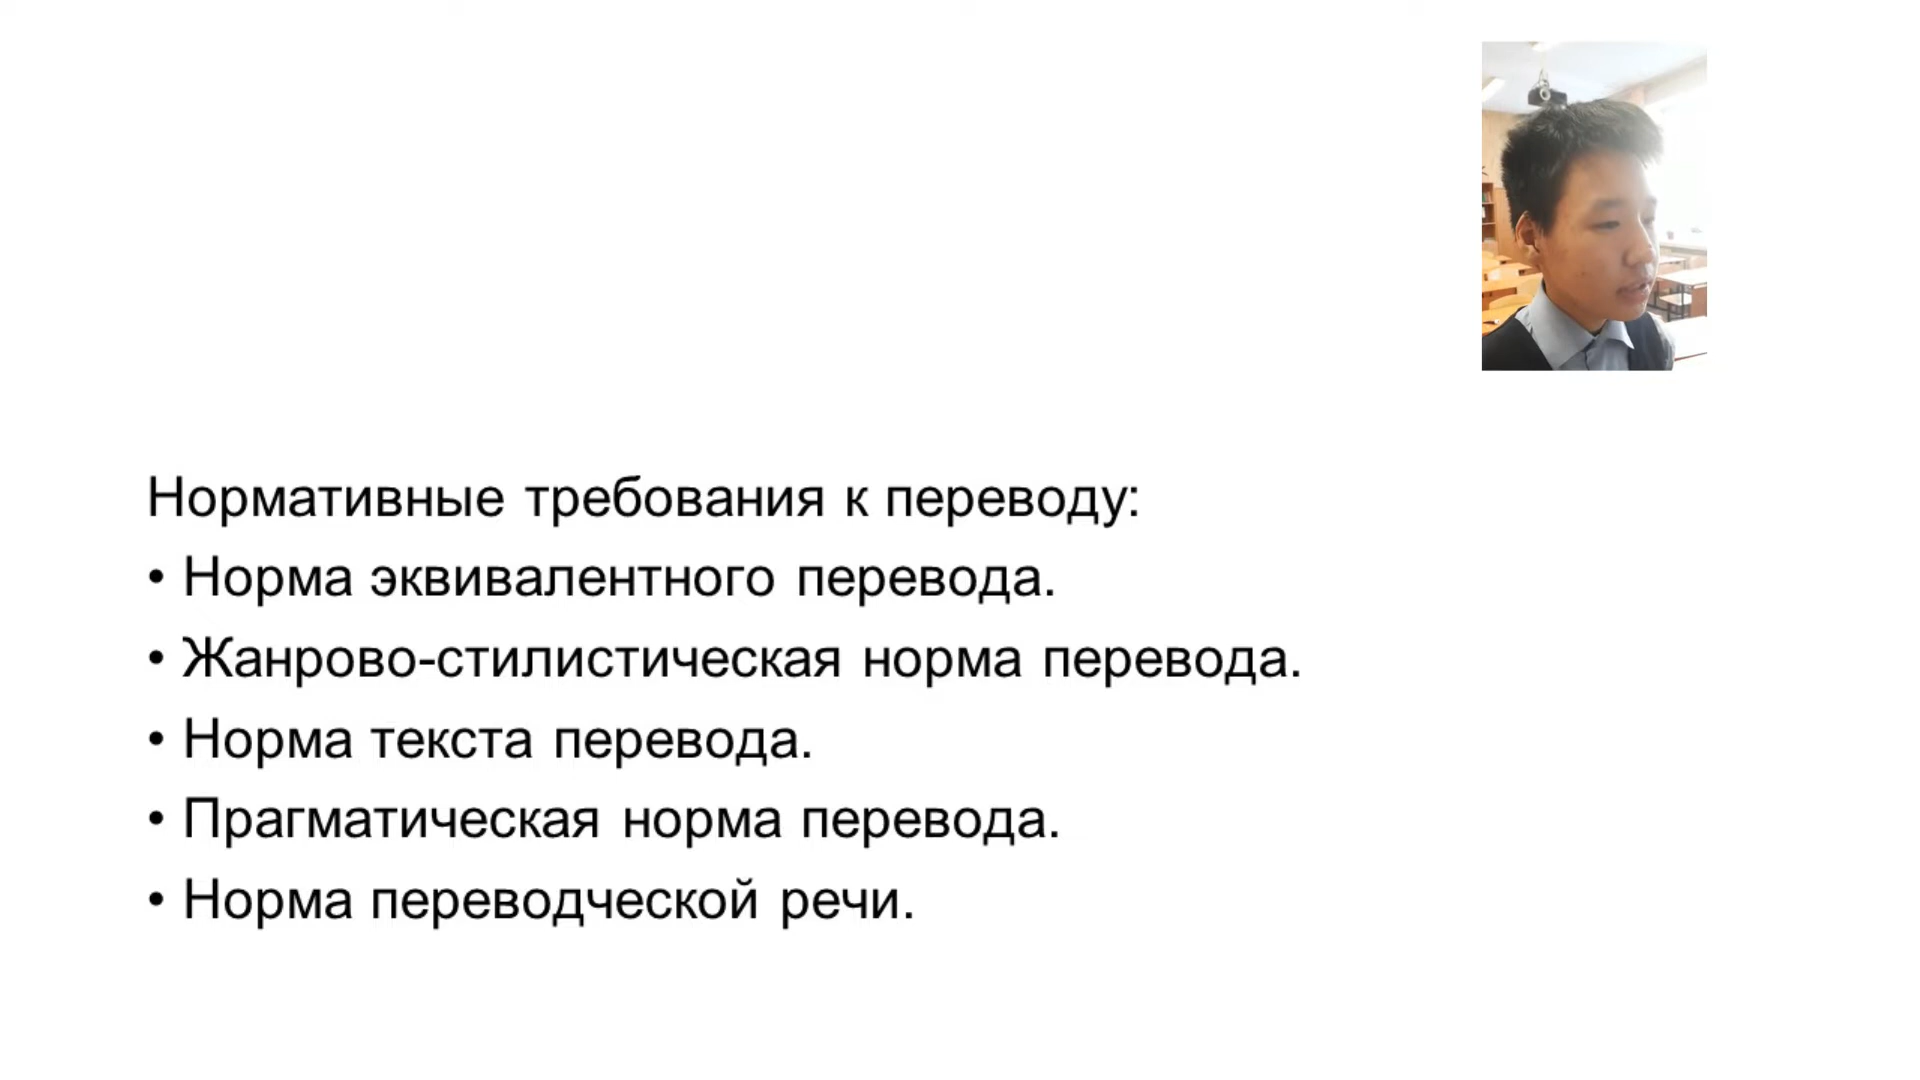 Нормативные требования к переводу:
• Норма эквивалентного перевода.
• Жанрово-стилистическая норма перевода.
• Норма текста перевода.
• Прагматическая норма перевода.
• Норма переводческой речи.